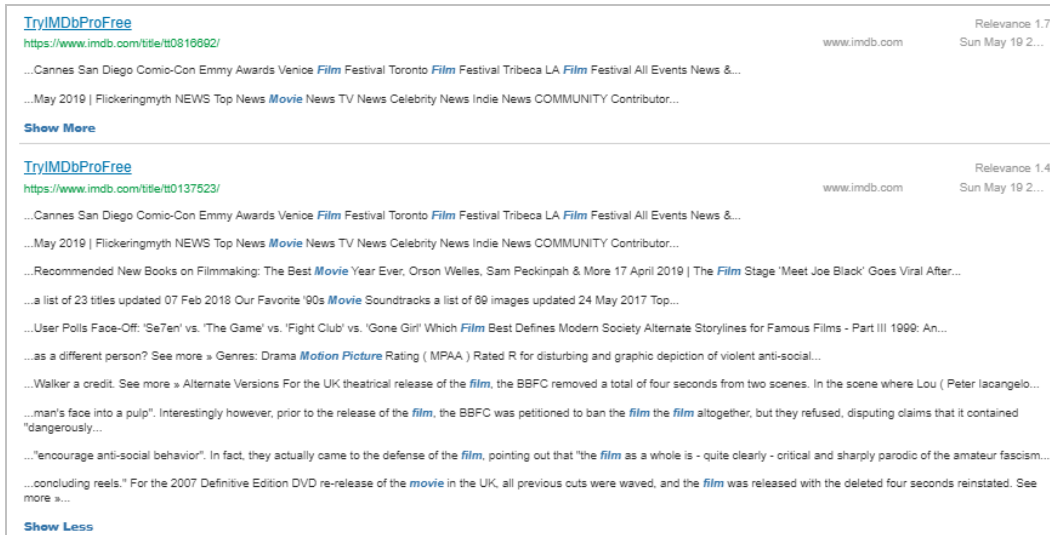 TryIMDbProFree Relevance 1.7
https://www.imdb.com/title/tt0816692/ www.imdb.com Sun May 19 2...
...Cannes San Diego Comic-Con Emmy Awards Venice Film Festival Toronto Film Festival Tribeca LA Film Festival All Events News &...
...May 2019 | Flickeringmyth NEWS Top News Movie News TV News Celebrity News Indie News COMMUNITY Contributor...
Show More
TryIMDbProFree Relevance 1.4
https://www.imdb.com/title/tt0137523/ www.imdb.com Sun May 19 2...
...Cannes San Diego Comic-Con Emmy Awards Venice Film Festival Toronto Film Festival Tribeca LA Film Festival All Events News &...
...May 2019 | Flickeringmyth NEWS Top News Movie News TV News Celebrity News Indie News COMMUNITY Contributor...
...Recommended New Books on Filmmaking: The Best Movie Year Ever, Orson Welles, Sam Peckinpah & More 17 April 2019 | The Film Stage 'Meet Joe Black' Goes Viral After...
...a list of 23 titles updated 07 Feb 2018 Our Favorite '90s Movie Soundtracks a list of 69 images updated 24 May 2017 Top...
...User Polls Face-Off: 'Se7en' vs. 'The Game' vs. 'Fight Club' vs. 'Gone Girl' Which Film Best Defines Modern Society Alternate Storylines for Famous Films - Part III 1999: An...
...as a different person? See more » Genres: Drama Motion Picture Rating ( MPAA ) Rated R for disturbing and graphic depiction of violent anti-social...
...Walker a credit. See more » Alternate Versions For the UK theatrical release of the film, the BBFC removed a total of four seconds from two scenes. In the scene where Lou ( Peter Iacangelo...
...man's face into a pulp". Interestingly however, prior to the release of the film, the BBFC was petitioned to ban the film the film altogether, but they refused, disputing claims that it contained
"dangerously...
..."encourage anti-social behavior". In fact, they actually came to the defense of the film, pointing out that "the film as a whole is - quite clearly - critical and sharply parodic of the amateur fascism...
...concluding reels." For the 2007 Definitive Edition DVD re-release of the movie in the UK, all previous cuts were waved, and the film was released with the deleted four seconds reinstated. See
more »...
Show Less